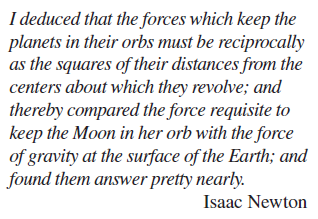 I deduced that the forces which keep the
planets in their orbs must be reciprocally
as the squares of their distances from the
centers about which they revolve; and
thereby compared the force requisite to
keep the Moon in her orb with the force
of gravity at the surface of the Earth; and
found them answer pretty nearly.
Isaac Newton